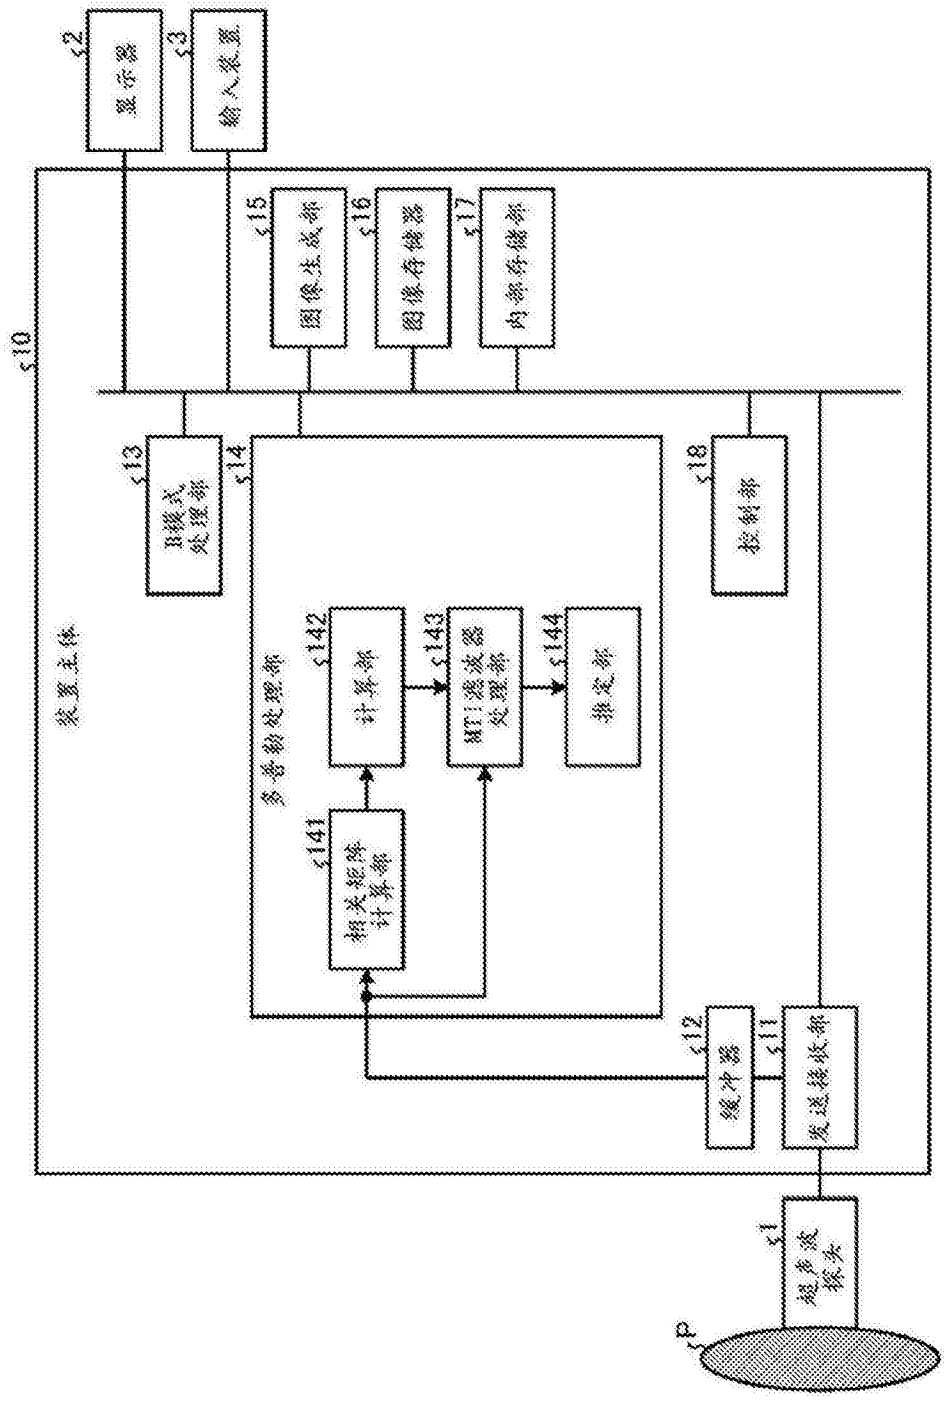 装置主体
10
P
1
超声波
探头
11
发送接收部
12
缓冲器
13
B模式
处理部
14
多普勒处理部
141
相关矩阵
计算部
142
计算部
143
MTI滤波器
处理部
144
推定部
15
图像生成部
16
图像存储器
17
内部存储部
18
控制部
2
显示器
3
输入装置